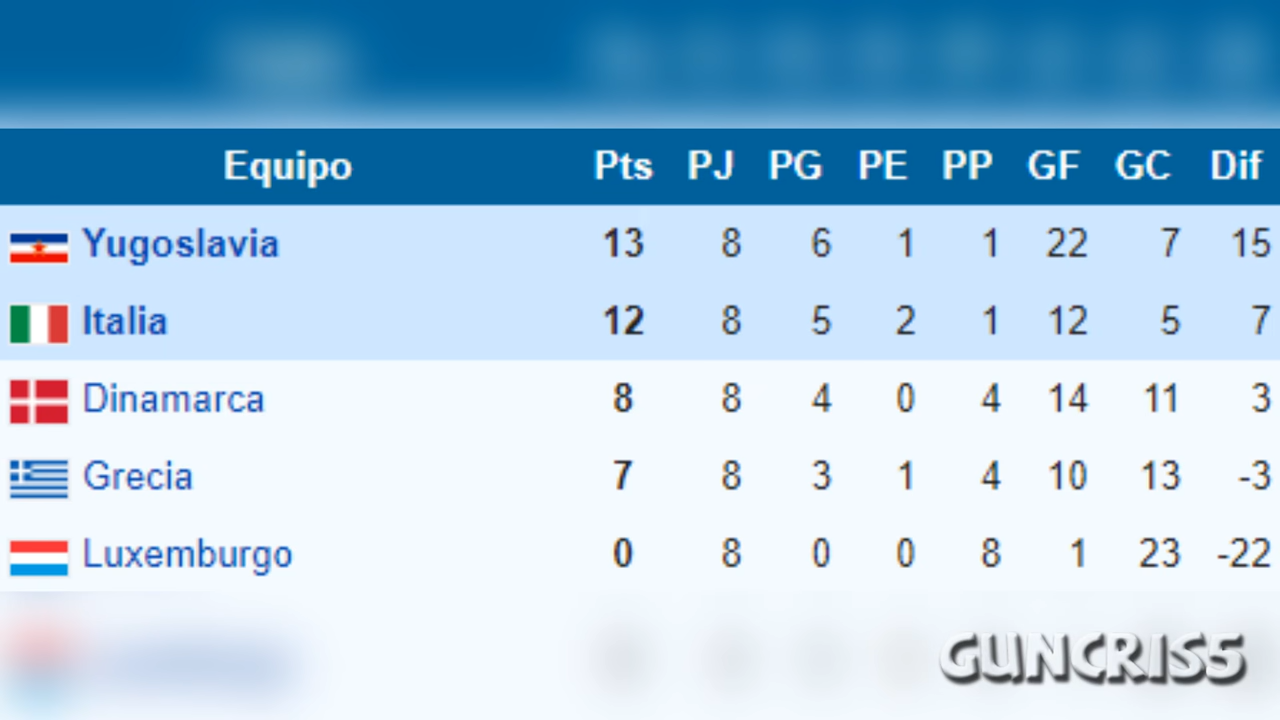 Equipo Pts PJ PG PE PP GF GC Dif
Yugoslavia 13 8 6 1 1 22 7 15
Italia 12 8 5 2 1 12 5 7
Dinamarca 8 8 4 0 4 14 11 3
Grecia 7 8 3 1 4 10 13 -3
Luxemburgo 0 8 0 0 8 1 23 -22
GUNCRIS5